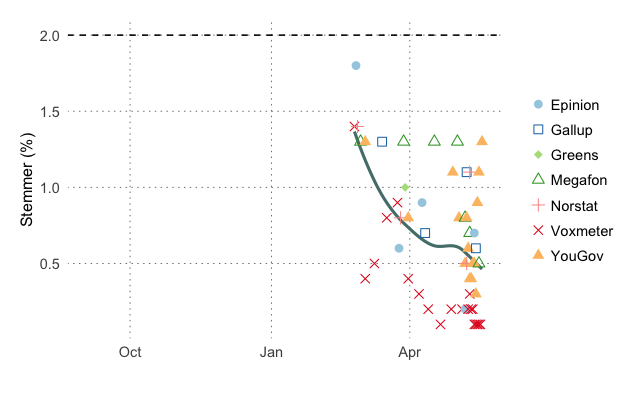 2.0
1.5
1.0
0.5
Stemmer (%)
Oct
Jan
Apr
Epinion
Gallup
Greens
Megafon
Norstat
Voxmeter
YouGov